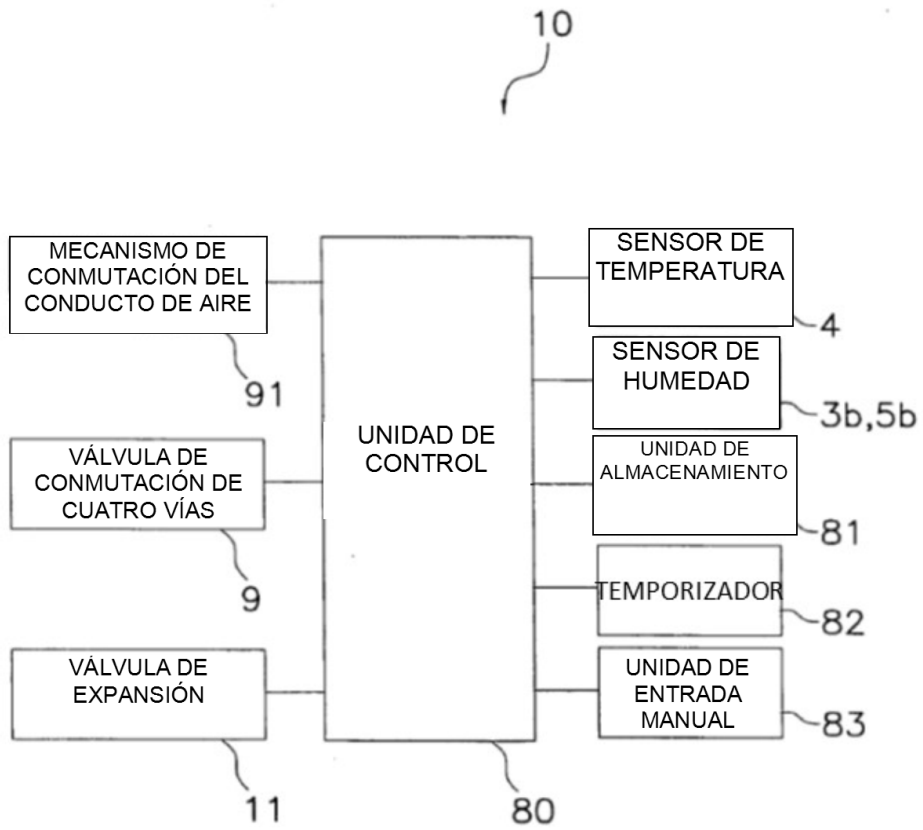 10
MECANISMO DE
CONMUTACIÓN DEL
CONDUCTO DE AIRE
91
VÁLVULA DE
CONMUTACIÓN DE
CUATRO VÍAS
9
VÁLVULA DE
EXPANSIÓN
11
UNIDAD DE
CONTROL
80
SENSOR DE
TEMPERATURA
4
SENSOR DE
HUMEDAD
3b,5b
UNIDAD DE
ALMACENAMIENTO
81
TEMPORIZADOR
82
UNIDAD DE
ENTRADA
MANUAL
83